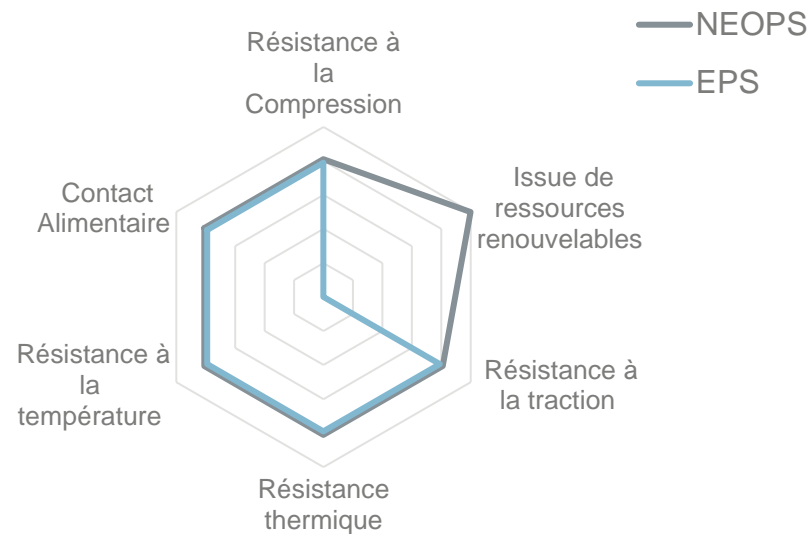 NEOPS
EPS
Résistance à
la
Compression
Issue de
ressources
renouvelables
Résistance à
la traction
Résistance
thermique
Résistance à
la
température
Contact
Alimentaire